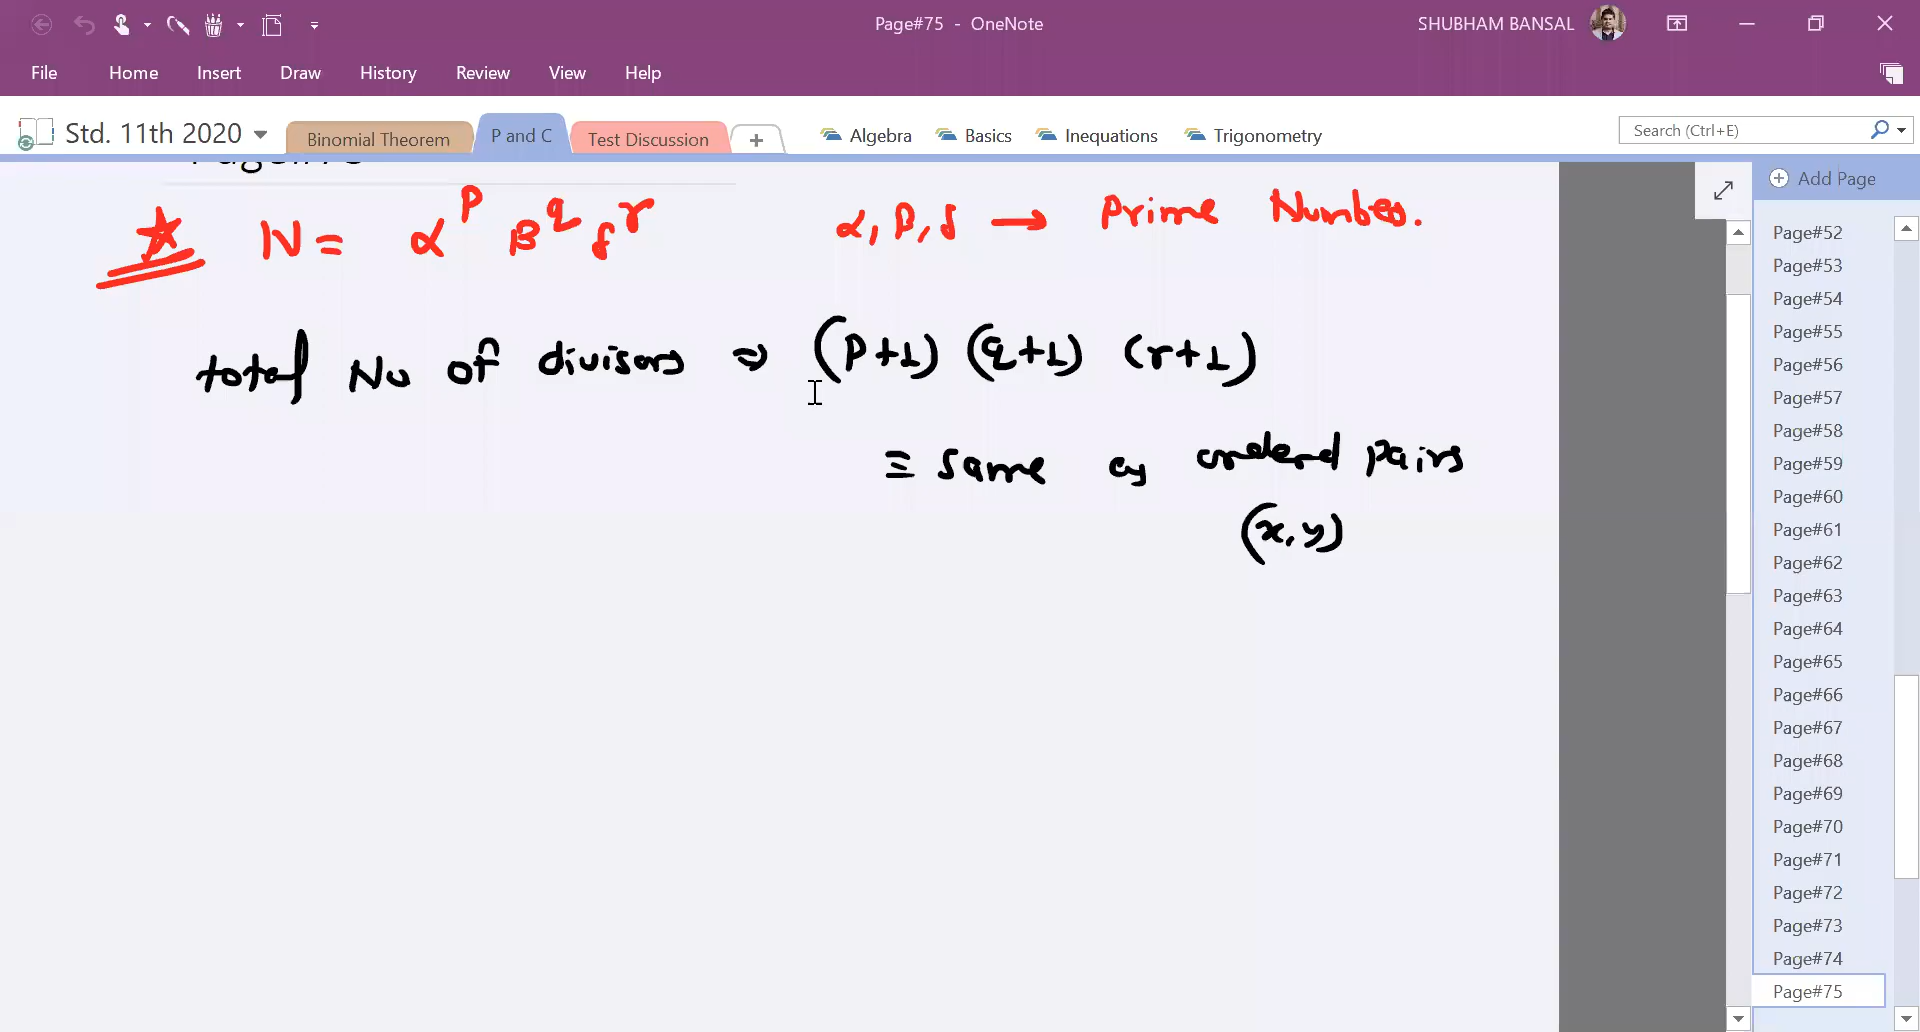 Page#75 - OneNote
SHUBHAM BANSAL
File Home Insert Draw History Review View Help
Std. 11th 2020
Binomial Theorem
P and C
Test Discussion
+
Algebra
Basics
Inequations
Trigonometry
Search (Ctrl+E)
N = α^p β^q δ^r
α, β, δ → Prime Number.
total No of divisors ⇒ (p+1) (q+1) (r+1)
≡ same as ordered pairs
(x,y)
Add Page
Page#52
Page#53
Page#54
Page#55
Page#56
Page#57
Page#58
Page#59
Page#60
Page#61
Page#62
Page#63
Page#64
Page#65
Page#66
Page#67
Page#68
Page#69
Page#70
Page#71
Page#72
Page#73
Page#74
Page#75